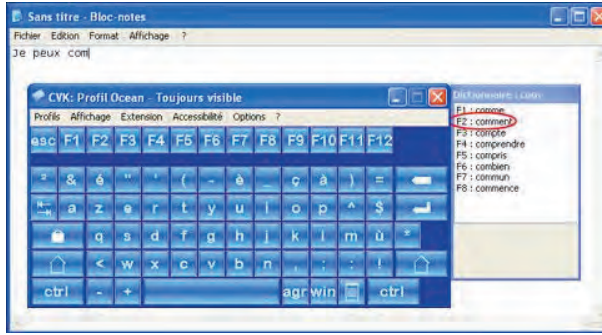 Sans titre - Bloc-notes
Fichier Edition Format Affichage ?
Je peux com
CVK: Profil Ocean - Toujours visible
Profils Affichage Extension Accessibilité Options ?
esc F1 F2 F3 F4 F5 F6 F7 F8 F9 F10 F11 F12
² & é " ' ( - è _ ç à ) =
a z e r t y u i o p ^ $
q s d f g h j k l m ù *
< w x c v b n , ; : !
ctrl - + agr win ctrl
Dictionnaire : com
F1 : comme
F2 : comment
F3 : compte
F4 : comprendre
F5 : compris
F6 : combien
F7 : commun
F8 : commence